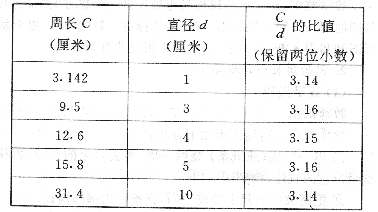 周长 C
(厘米)
直径 d
(厘米)
C/d 的比值
(保留两位小数)
3.142 1 3.14
9.5 3 3.16
12.6 4 3.15
15.8 5 3.16
31.4 10 3.14